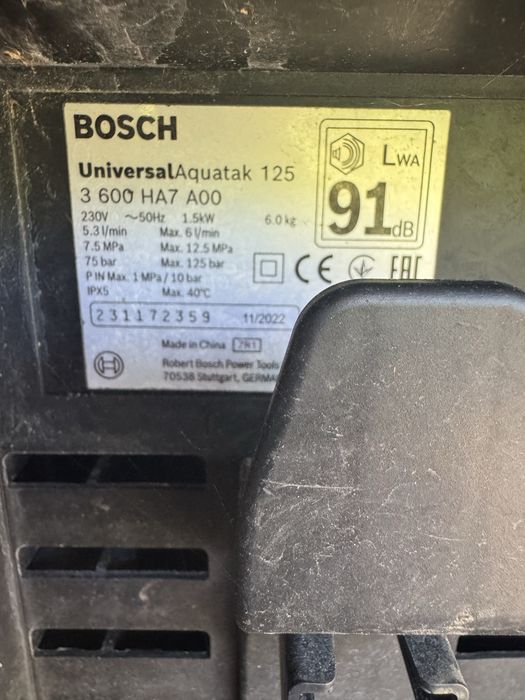 BOSCH
UniversalAquatak 125
3 600 HA7 A00
230V ~50Hz 1.5kW 6.0 kg
5.3 l/min Max. 6 l/min
7.5 MPa Max. 12.5 MPa
75 bar Max. 125 bar
P IN Max. 1 MPa / 10 bar
IPX5 Max. 40°C
231172359 11/2022
Made in China
Robert Bosch Power Tools
70538 Stuttgart,
LWA
91 dB
CE EAC